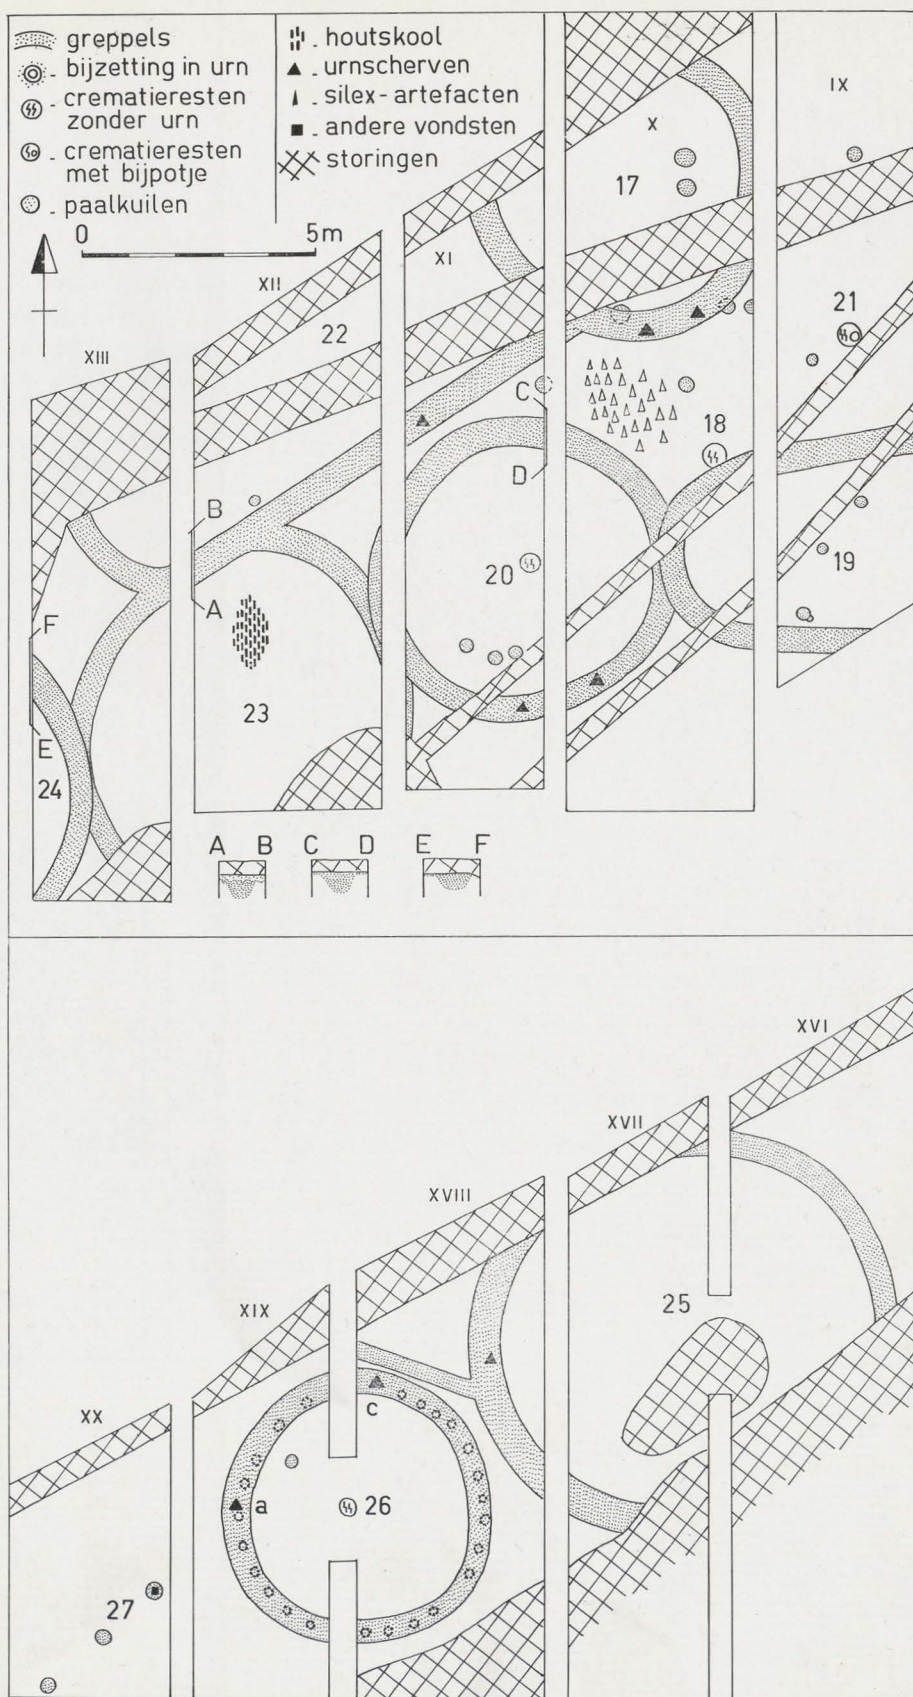 greppels
bijzetting in urn
crematieresten
zonder urn
crematieresten
met bijpotje
paalkuilen
houtskool
urnscherven
silex-artefacten
andere vondsten
storingen
0 5m
IX
X
17
XI
XII
22
XIII
21
C
18
D
B
20
19
A
F
23
E
24
A B C D E F
XVI
XVII
XVIII
25
XIX
XX
c
a
26
27